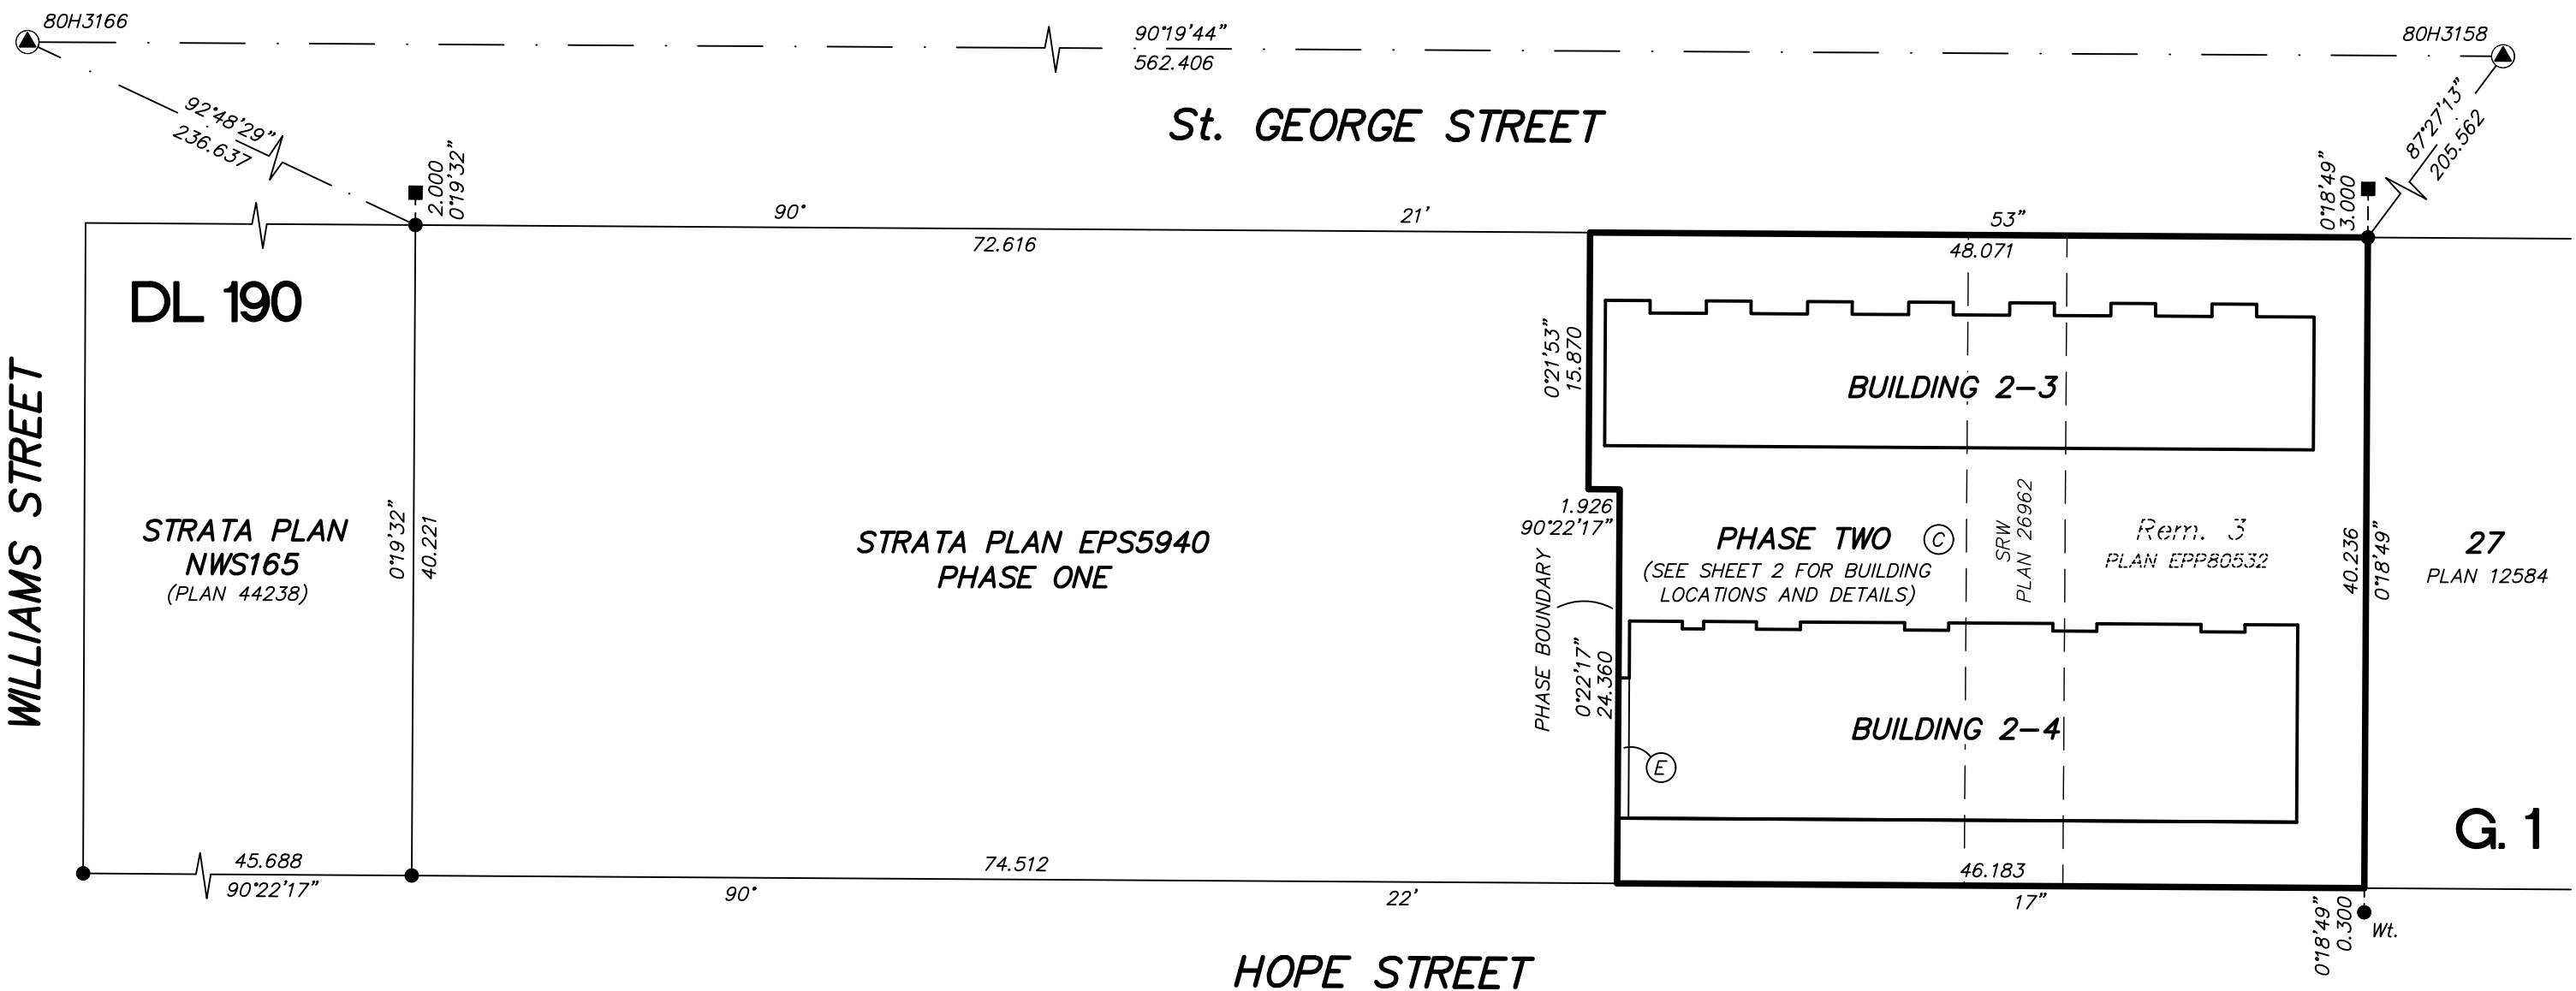 80H3166
90°19'44"
562.406
80H3158
St. GEORGE STREET
92°48'29"
236.637
2.000
0°19'32"
87°27'13"
205.562
0°18'49"
3.000
90°
21'
53"
72.616
48.071
DL 190
WILLIAMS STREET
STRATA PLAN
NWS165
(PLAN 44238)
0°19'32"
40.221
STRATA PLAN EPS5940
PHASE ONE
0°21'53"
15.870
BUILDING 2-3
1.926
90°22'17"
PHASE BOUNDARY
0°22'17"
24.360
PHASE TWO
C
(SEE SHEET 2 FOR BUILDING
LOCATIONS AND DETAILS)
SRW
PLAN 26962
Rem. 3
PLAN EPP80532
40.236
0°18'49"
27
PLAN 12584
BUILDING 2-4
E
G. 1
45.688
90°22'17"
74.512
46.183
90°
22'
17"
0°18'49"
0.300
Wt.
HOPE STREET